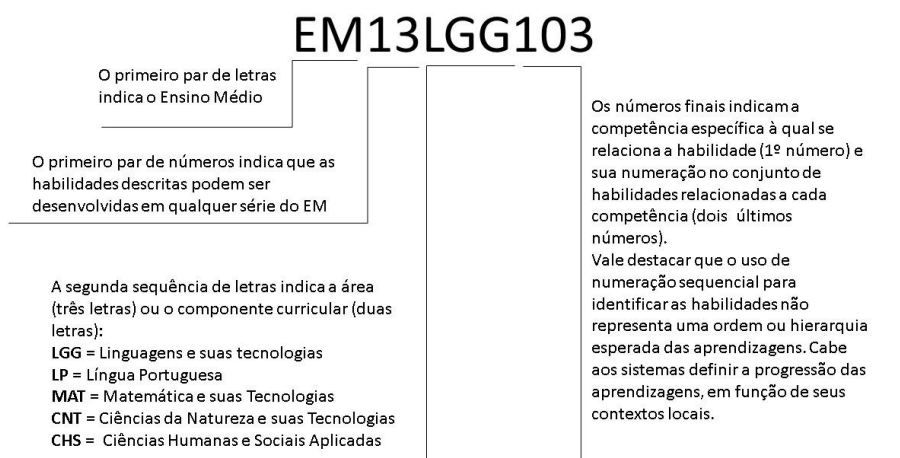 EM13LGG103
O primeiro par de letras
indica o Ensino Médio
O primeiro par de números indica que as
habilidades descritas podem ser
desenvolvidas em qualquer série do EM
A segunda sequência de letras indica a área
(três letras) ou o componente curricular (duas
letras):
LGG = Linguagens e suas tecnologias
LP = Língua Portuguesa
MAT = Matemática e suas Tecnologias
CNT = Ciências da Natureza e suas Tecnologias
CHS = Ciências Humanas e Sociais Aplicadas
Os números finais indicam a
competência específica à qual se
relaciona a habilidade (1º número) e
sua numeração no conjunto de
habilidades relacionadas a cada
competência (dois últimos
números).
Vale destacar que o uso de
numeração sequencial para
identificar as habilidades não
representa uma ordem ou hierarquia
esperada das aprendizagens. Cabe
aos sistemas definir a progressão das
aprendizagens, em função de seus
contextos locais.